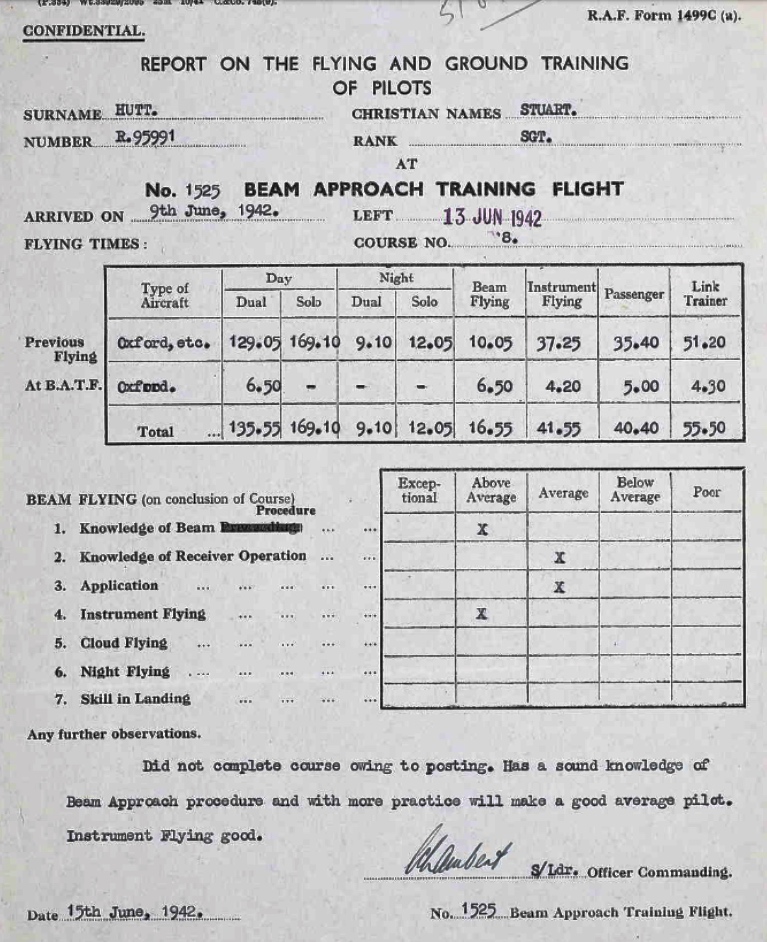 R.A.F. Form 1499C (a).
CONFIDENTIAL.
REPORT ON THE FLYING AND GROUND TRAINING
OF PILOTS
SURNAME HUTT. CHRISTIAN NAMES STUART.
NUMBER R.95991 RANK SGT.
AT
No. 1525 BEAM APPROACH TRAINING FLIGHT
ARRIVED ON 9th June, 1942. LEFT 13 JUN 1942
FLYING TIMES: COURSE NO. 8.
Type of Aircraft Day Dual Solo Night Dual Solo Beam Flying Instrument Flying Passenger Link Trainer
Previous Flying Oxford, etc. 129.05 169.10 9.10 12.05 10.05 37.25 35.40 51.20
At B.A.T.F. Oxford. 6.50 - - - 6.50 4.20 5.00 4.30
Total ... 135.55 169.10 9.10 12.05 16.55 41.55 40.40 55.50
Excep-tional Above Average Average Below Average Poor
BEAM FLYING (on conclusion of Course)
Procedure
1. Knowledge of Beam ... ... X
2. Knowledge of Receiver Operation ... ... X
3. Application ... ... ... ... X
4. Instrument Flying ... ... ... X
5. Cloud Flying ... ... ... ...
6. Night Flying ... ... ... ...
7. Skill in Landing ... ... ...
Any further observations.
Did not complete course owing to posting. Has a sound knowledge of
Beam Approach procedure and with more practice will make a good average pilot.
Instrument Flying good.
S/Ldr. Officer Commanding.
Date 15th June, 1942. No. 1525 Beam Approach Training Flight.